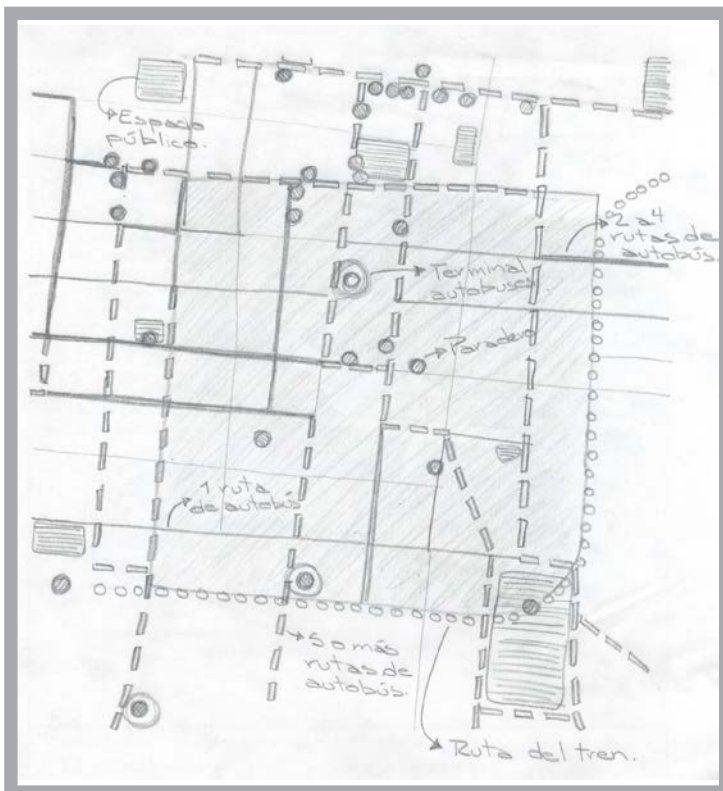 Espacio
público.
2 a 4
rutas de
autobús.
Terminal
autobuses.
Paradero
1 ruta
de autobús
5 o más
rutas de
autobús.
Ruta del tren.